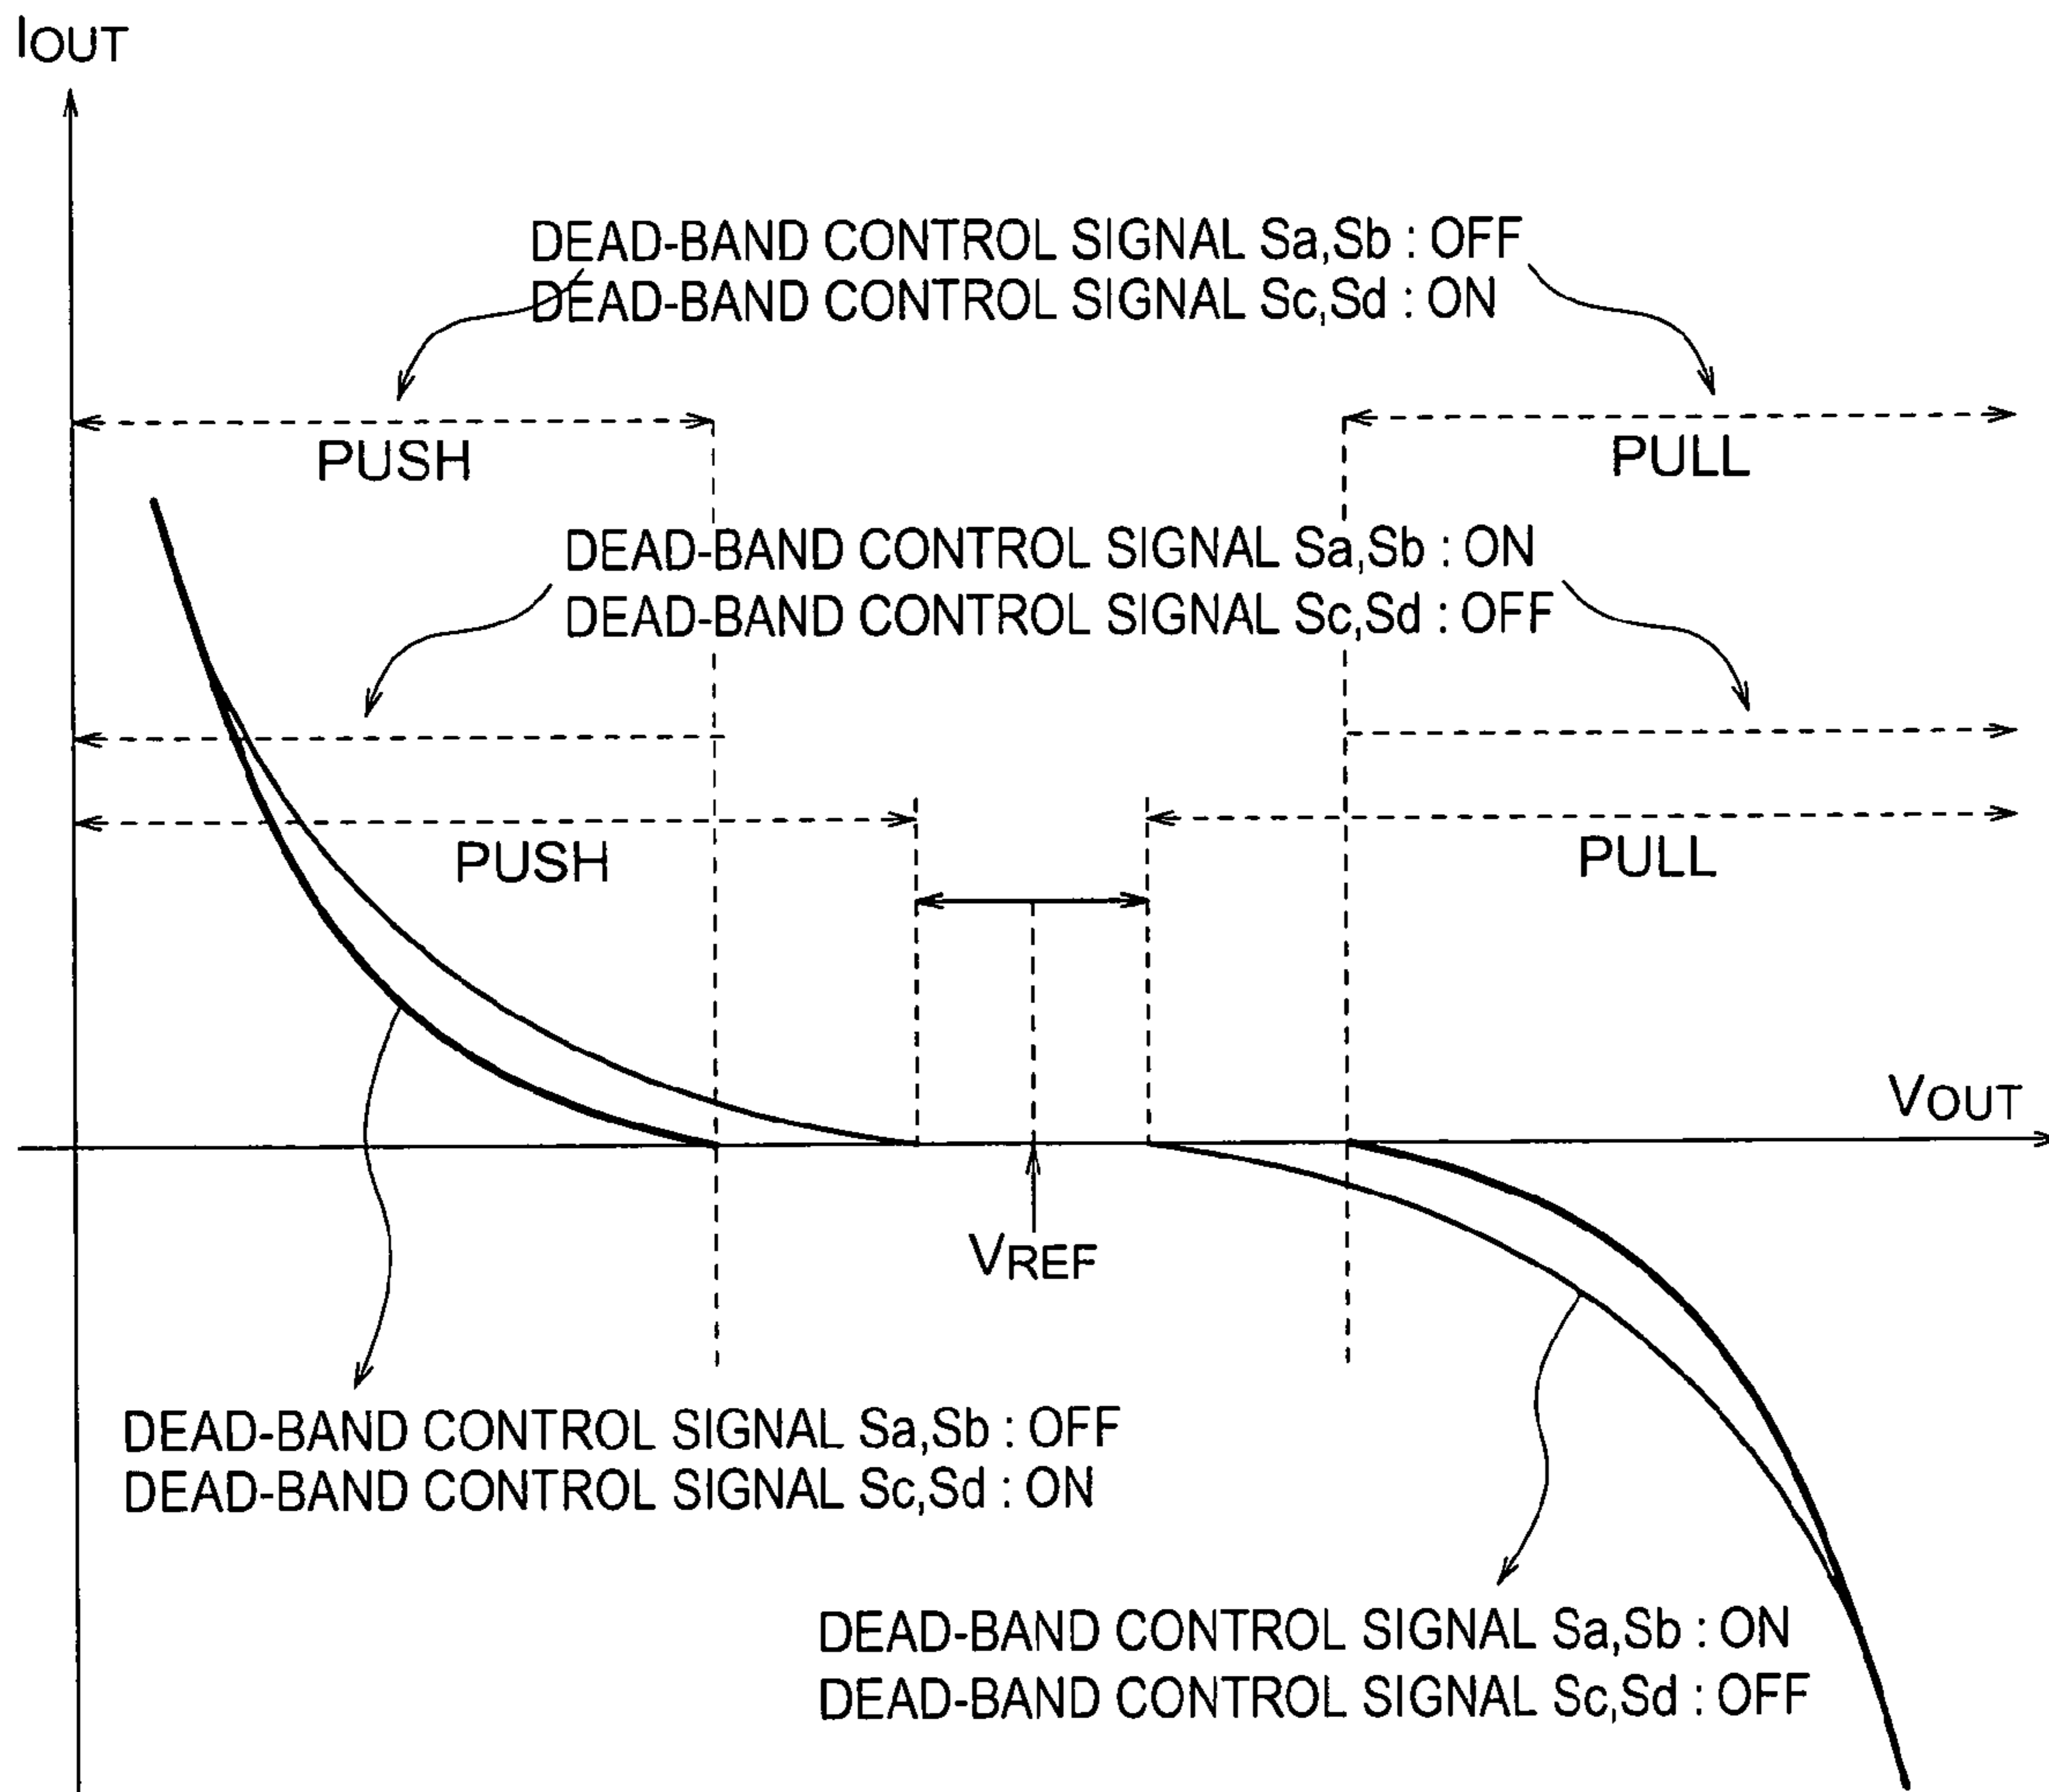 IOUT
DEAD-BAND CONTROL SIGNAL Sa,Sb : OFF
DEAD-BAND CONTROL SIGNAL Sc,Sd : ON
PUSH
PULL
DEAD-BAND CONTROL SIGNAL Sa,Sb : ON
DEAD-BAND CONTROL SIGNAL Sc,Sd : OFF
PUSH
PULL
VOUT
VREF
DEAD-BAND CONTROL SIGNAL Sa,Sb : OFF
DEAD-BAND CONTROL SIGNAL Sc,Sd : ON
DEAD-BAND CONTROL SIGNAL Sa,Sb : ON
DEAD-BAND CONTROL SIGNAL Sc,Sd : OFF